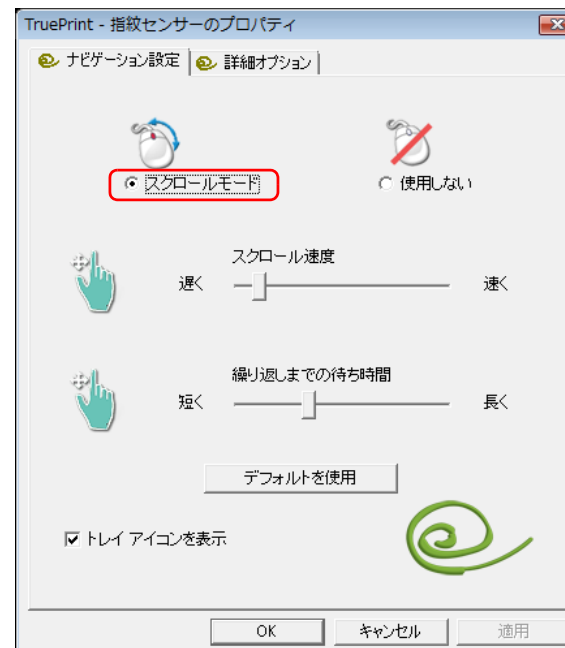 TruePrint - 指紋センサーのプロパティ
ナビゲーション設定 詳細オプション
スクロールモード 使用しない
スクロール速度
遅く 速く
繰り返しまでの待ち時間
短く 長く
デフォルトを使用
トレイ アイコンを表示
OK キャンセル 適用